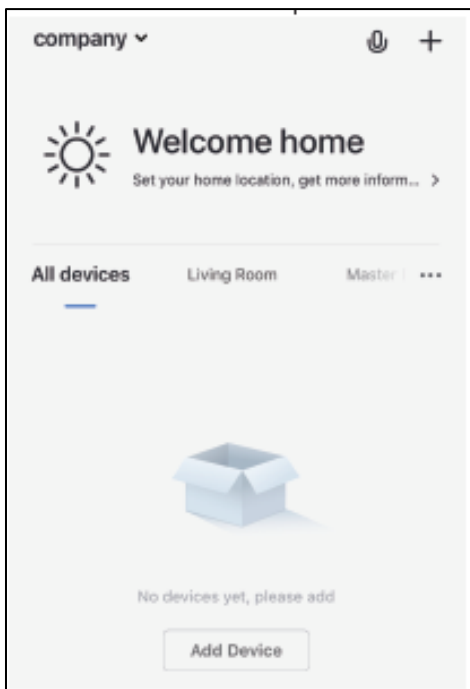 company
Welcome home
Set your home location, get more inform... >
All devices Living Room Master ...
No devices yet, please add
Add Device